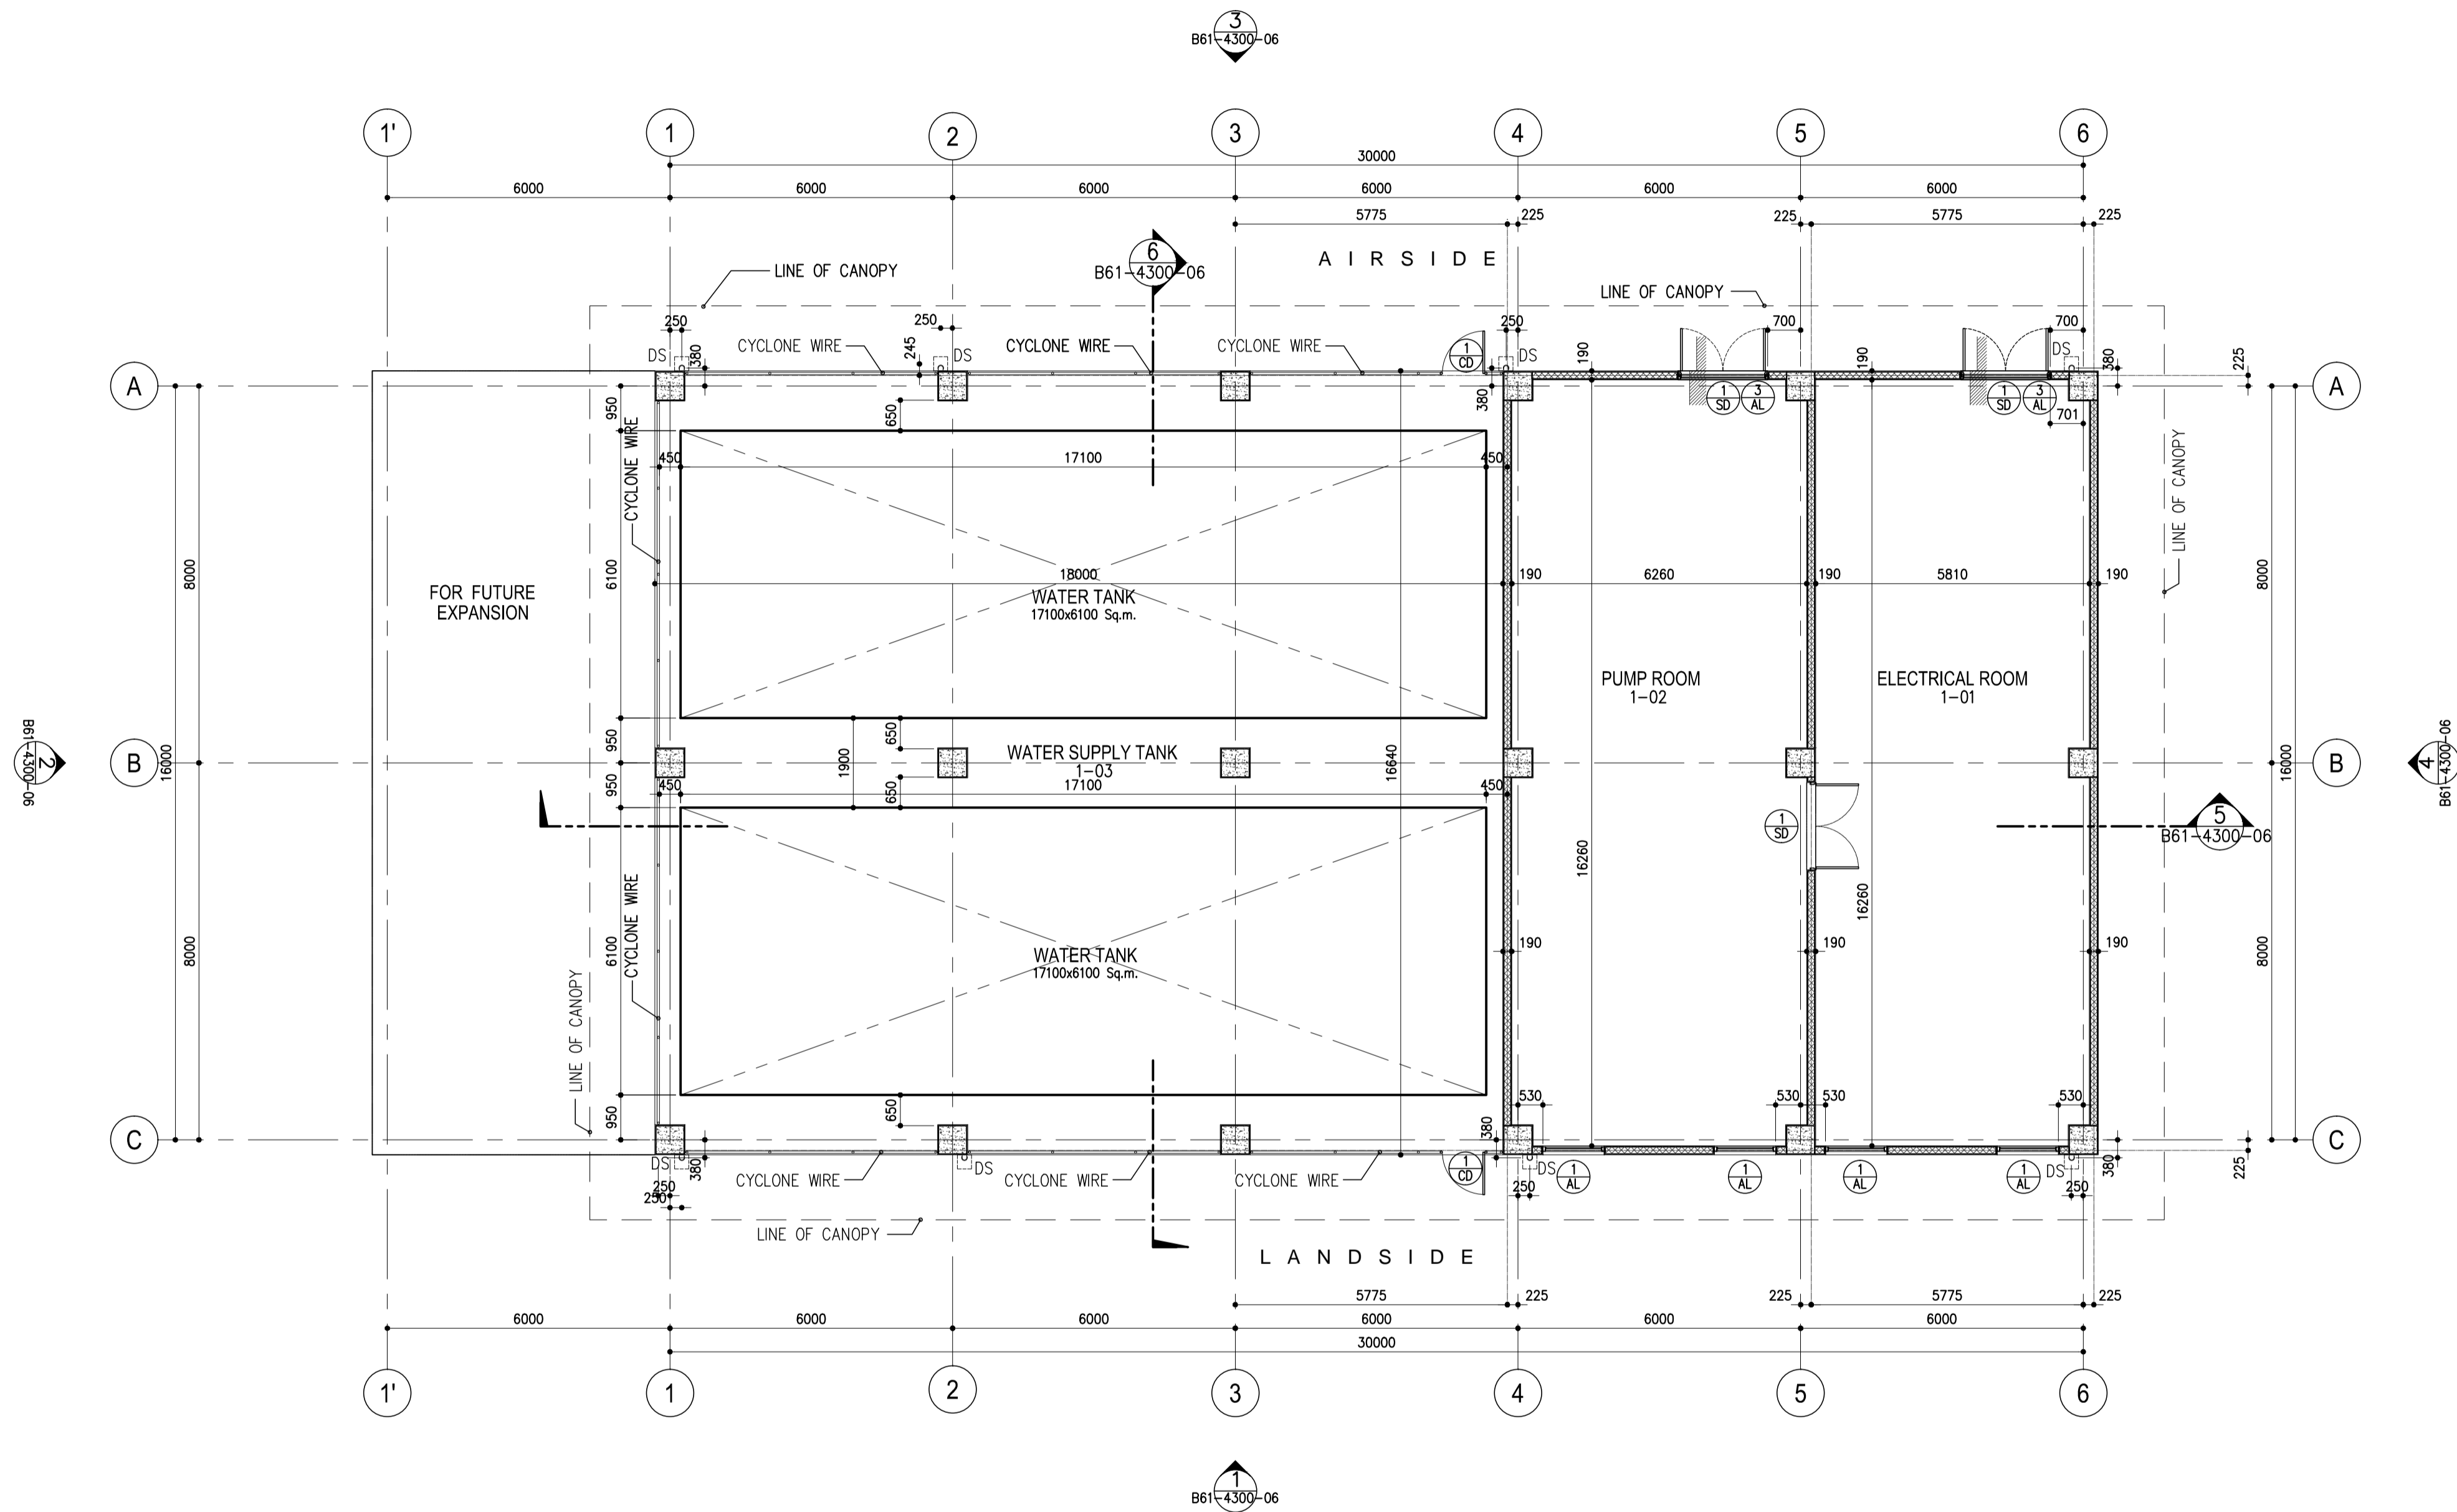 3
B61-4300-06
1'
1
2
3
4
5
6
30000
6000
6000
6000
6000
6000
6000
5775
225
225
5775
225
6
B61-4300-06
A I R S I D E
LINE OF CANOPY
LINE OF CANOPY
250
250
250
700
700
DS
380
CYCLONE WIRE
245
DS
CYCLONE WIRE
CYCLONE WIRE
1
CD
DS
190
190
DS
380
225
A
950
650
380
1
SD
3
AL
1
SD
3
AL
701
A
CYCLONE WIRE
450
17100
450
LINE OF CANOPY
8000
6100
18000
190
6260
190
5810
190
8000
FOR FUTURE
EXPANSION
WATER TANK
17100x6100 Sq.m.
PUMP ROOM
1-02
ELECTRICAL ROOM
1-01
2
B61-4300-06
B
16000
950
1900
650
WATER SUPPLY TANK
1-03
16640
16000
B
4
B61-4300-06
950
450
650
17100
450
1
SD
5
B61-4300-06
16260
16260
8000
6100
CYCLONE WIRE
WATER TANK
17100x6100 Sq.m.
190
190
190
8000
LINE OF CANOPY
950
650
530
530
530
530
C
380
C
DS
380
DS
1
CD
DS
1
AL
1
AL
1
AL
1
AL
DS
380
225
CYCLONE WIRE
CYCLONE WIRE
CYCLONE WIRE
250
250
250
250
LINE OF CANOPY
L A N D S I D E
5775
225
225
5775
225
6000
6000
6000
6000
6000
6000
30000
1'
1
2
3
4
5
6
1
B61-4300-06